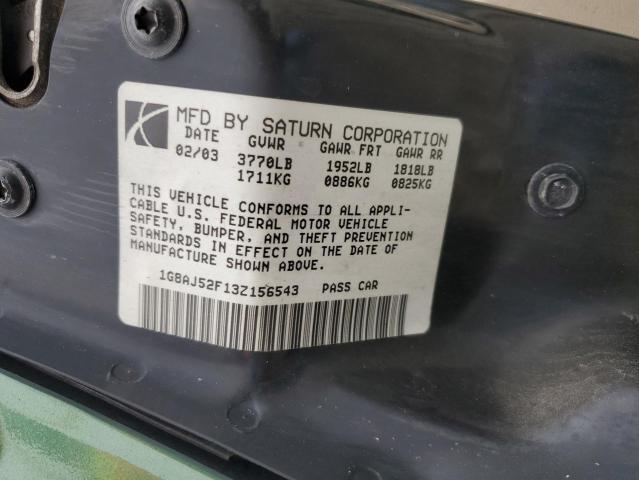 MFD BY SATURN CORPORATION
DATE GVWR GAWR FRT GAWR RR
02/03 3770LB 1952LB 1818LB
1711KG 0886KG 0825KG
THIS VEHICLE CONFORMS TO ALL APPLI-
CABLE U.S. FEDERAL MOTOR VEHICLE
SAFETY, BUMPER, AND THEFT PREVENTION
STANDARDS IN EFFECT ON THE DATE OF
MANUFACTURE SHOWN ABOVE.
1G8AJ52F13Z156543 PASS CAR